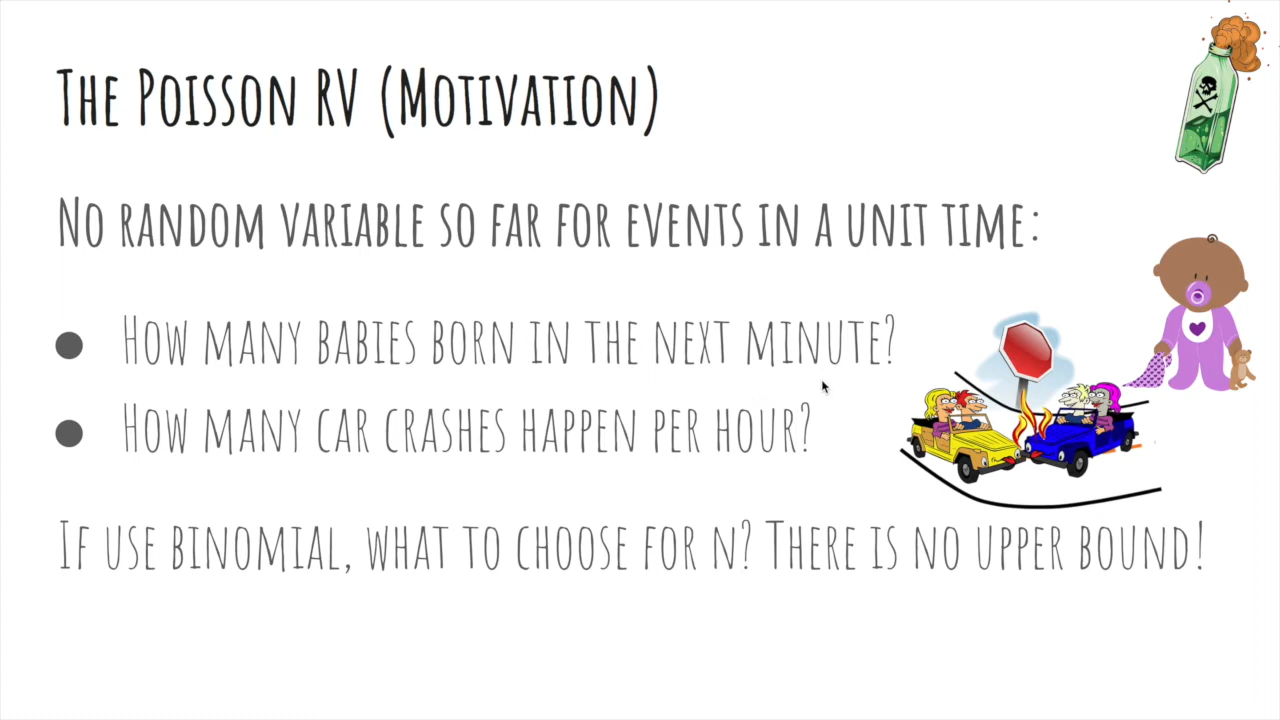 The Poisson RV (Motivation)
No random variable so far for events in a unit time:
● How many babies born in the next minute?
● How many car crashes happen per hour?
If use binomial, what to choose for n? There is no upper bound!